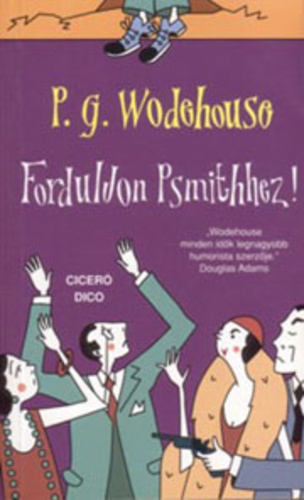 P. G. Wodehouse
Forduljon Psmithhez!
„Wodehouse
minden idők legnagyobb
humorista szerzője."
Douglas Adams
CICERÓ
DICO